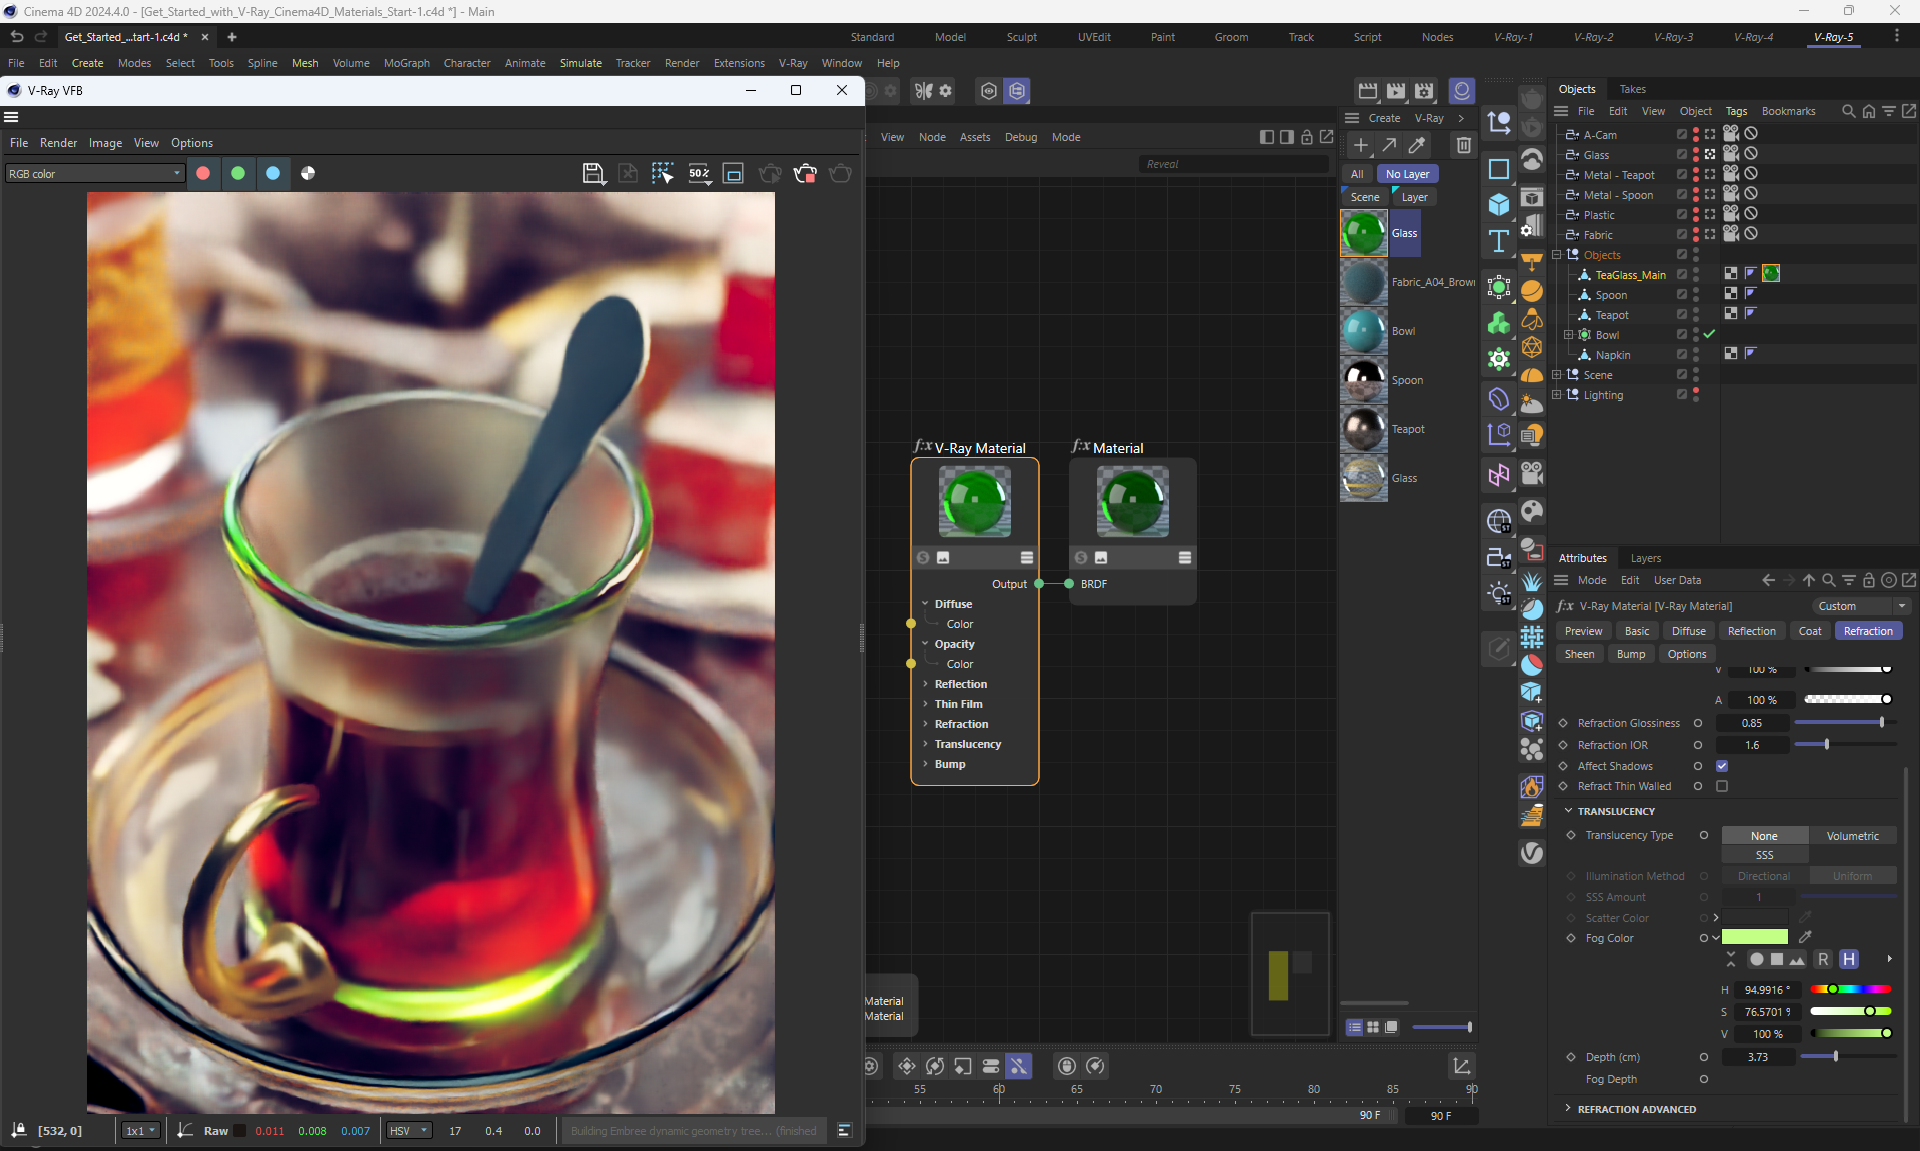 Cinema 4D 2024.4.0 - [Get_Started_with_V-Ray_Cinema4D_Materials_Start-1.c4d *] - Main
Get_Started_...tart-1.c4d *
Standard Model Sculpt UVEdit Paint Groom Track Script Nodes V-Ray-1 V-Ray-2 V-Ray-3 V-Ray-4 V-Ray-5
File Edit Create Modes Select Tools Spline Mesh Volume MoGraph Character Animate Simulate Tracker Render Extensions V-Ray Window Help
V-Ray VFB
File Render Image View Options
RGB color
50%
[532, 0]
1x1
Raw 0.011 0.008 0.007
HSV 17 0.4 0.0
Building Embree dynamic geometry tree... (finished
View Node Assets Debug Mode
Reveal
V-Ray Material
Output
Diffuse
Color
Opacity
Color
Reflection
Thin Film
Refraction
Translucency
Bump
Material
BRDF
Material
Material
55 60 65 70 75 80 85 90
90 F
90 F
Create V-Ray
All No Layer
Scene Layer
Glass
Fabric_A04_Brow
Bowl
Spoon
Teapot
Glass
ST
ST
ST
Objects Takes
File Edit View Object Tags Bookmarks
A-Cam
Glass
Metal - Teapot
Metal - Spoon
Plastic
Fabric
Objects
TeaGlass_Main
Spoon
Teapot
Bowl
Napkin
Scene
Lighting
Attributes Layers
Mode Edit User Data
V-Ray Material [V-Ray Material]
Custom
Preview Basic Diffuse Reflection Coat Refraction
Sheen Bump Options
V 100 %
A 100 %
Refraction Glossiness 0.85
Refraction IOR 1.6
Affect Shadows
Refract Thin Walled
TRANSLUCENCY
Translucency Type None Volumetric
SSS
Illumination Method Directional Uniform
SSS Amount 1
Scatter Color
Fog Color
R H
H 94.9916 °
S 76.5701 %
V 100 %
Depth (cm) 3.73
Fog Depth
REFRACTION ADVANCED